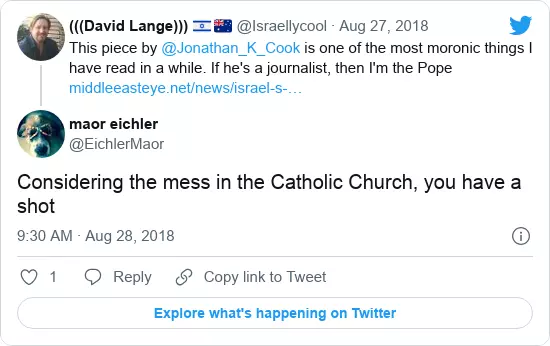 (((David Lange))) 🇮🇱 🇦🇺 @Israellycool · Aug 27, 2018
This piece by @Jonathan_K_Cook is one of the most moronic things I
have read in a while. If he's a journalist, then I'm the Pope
middleeasteye.net/news/israel-s-…
maor eichler
@EichlerMaor
Considering the mess in the Catholic Church, you have a
shot
9:30 AM · Aug 28, 2018
1 Reply Copy link to Tweet
Explore what's happening on Twitter